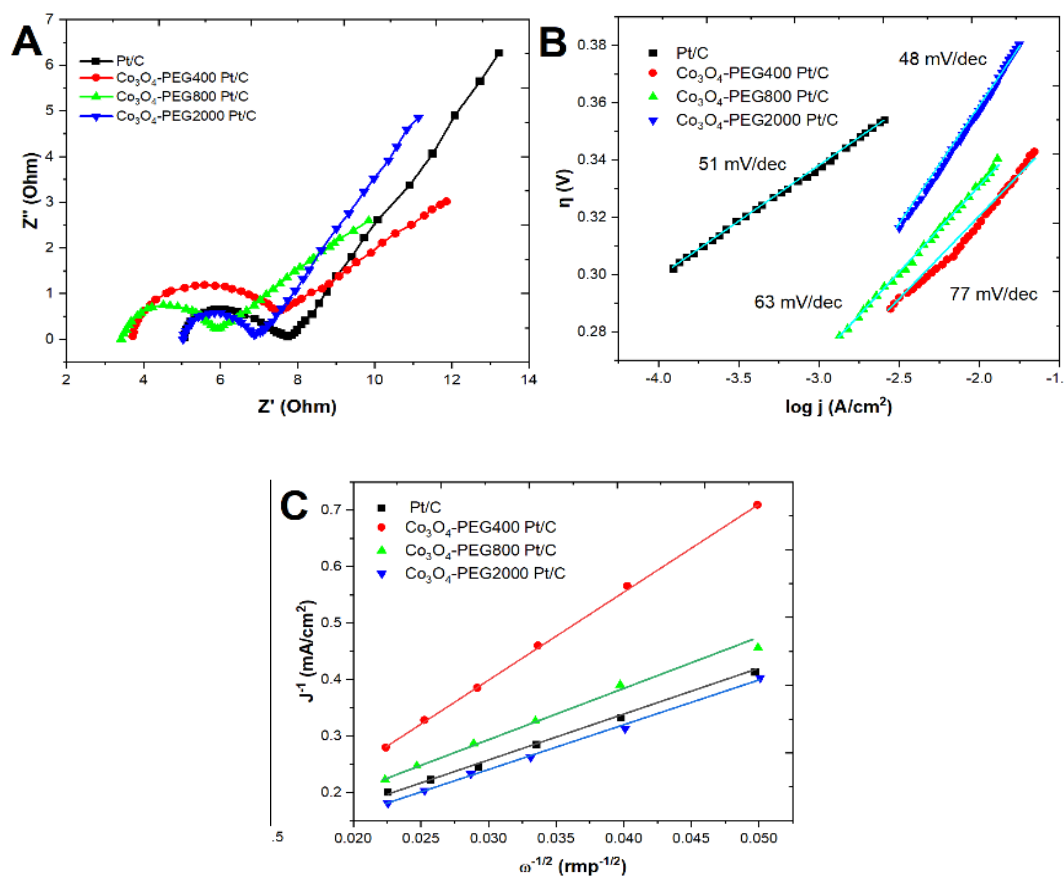 A
Pt/C
Co₃O₄-PEG400 Pt/C
Co₃O₄-PEG800 Pt/C
Co₃O₄-PEG2000 Pt/C
7
6
5
4
3
2
1
0
Z'' (Ohm)
2 4 6 8 10 12 14
Z' (Ohm)
B
Pt/C
Co₃O₄-PEG400 Pt/C
Co₃O₄-PEG800 Pt/C
Co₃O₄-PEG2000 Pt/C
48 mV/dec
51 mV/dec
63 mV/dec
77 mV/dec
0.38
0.36
0.34
0.32
0.30
0.28
η (V)
-4.0 -3.5 -3.0 -2.5 -2.0 -1.
log j (A/cm²)
C
Pt/C
Co₃O₄-PEG400 Pt/C
Co₃O₄-PEG800 Pt/C
Co₃O₄-PEG2000 Pt/C
0.7
0.6
0.5
0.4
0.3
0.2
J⁻¹ (mA/cm²)
.5
0.020 0.025 0.030 0.035 0.040 0.045 0.050
ω⁻¹/² (rmp⁻¹/²)